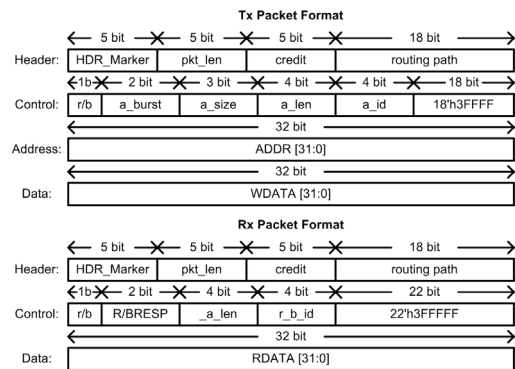 Tx Packet Format
5 bit 5 bit 5 bit 18 bit
Header: HDR_Marker pkt_len credit routing path
1b 2 bit 3 bit 4 bit 4 bit 18 bit
Control: r/b a_burst a_size a_len a_id 18'h3FFFF
32 bit
Address: ADDR [31:0]
32 bit
Data: WDATA [31:0]
Rx Packet Format
5 bit 5 bit 5 bit 18 bit
Header: HDR_Marker pkt_len credit routing path
1b 2 bit 4 bit 4 bit 22 bit
Control: r/b R/BRESP _a_len r_b_id 22'h3FFFFF
32 bit
Data: RDATA [31:0]